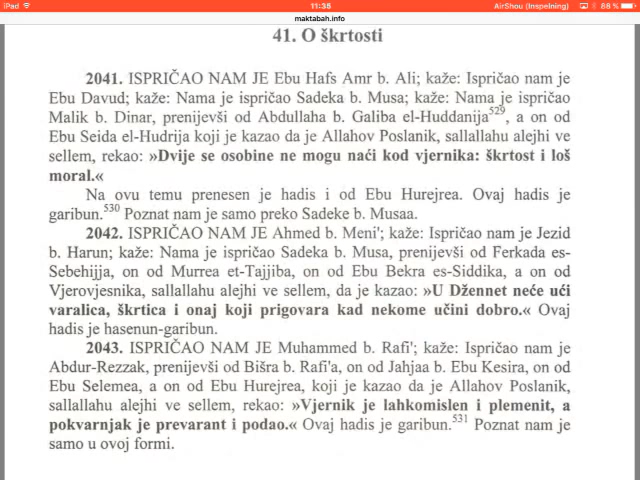 iPad
11:35
AirShou (Inspelning)
68 %
maktabah.info
41. O škrtosti
2041. ISPRIČAO NAM JE Ebu Hafs Amr b. Ali; kaže: Ispričao nam je
Ebu Davud; kaže: Nama je ispričao Sadeka b. Musa; kaže: Nama je ispričao
Malik b. Dinar, prenijevši od Abdullaha b. Galiba el-Huddanija529, a on od
Ebu Seida el-Hudrija koji je kazao da je Allahov Poslanik, sallallahu alejhi ve
sellem, rekao: »Dvije se osobine ne mogu naći kod vjernika: škrtost i loš
moral.«
Na ovu temu prenesen je hadis i od Ebu Hurejrea. Ovaj hadis je
garibun.530 Poznat nam je samo preko Sadeke b. Musaa.
2042. ISPRIČAO NAM JE Ahmed b. Meni'; kaže: Ispričao nam je Jezid
b. Harun; kaže: Nama je ispričao Sadeka b. Musa, prenijevši od Ferkada es-
Sebehijja, on od Murrea et-Tajjiba, on od Ebu Bekra es-Siddika, a on od
Vjerovjesnika, sallallahu alejhi ve sellem, da je kazao: »U Džennet neće ući
varalica, škrtica i onaj koji prigovara kad nekome učini dobro.« Ovaj
hadis je hasenun-garibun.
2043. ISPRIČAO NAM JE Muhammed b. Rafi'; kaže: Ispričao nam je
Abdur-Rezzak, prenijevši od Bišra b. Rafi'a, on od Jahjaa b. Ebu Kesira, on od
Ebu Selemea, a on od Ebu Hurejrea, koji je kazao da je Allahov Poslanik,
sallallahu alejhi ve sellem, rekao: »Vjernik je lahkomislen i plemenit, a
pokvarnjak je prevarant i podao.« Ovaj hadis je garibun.531 Poznat nam je
samo u ovoj formi.